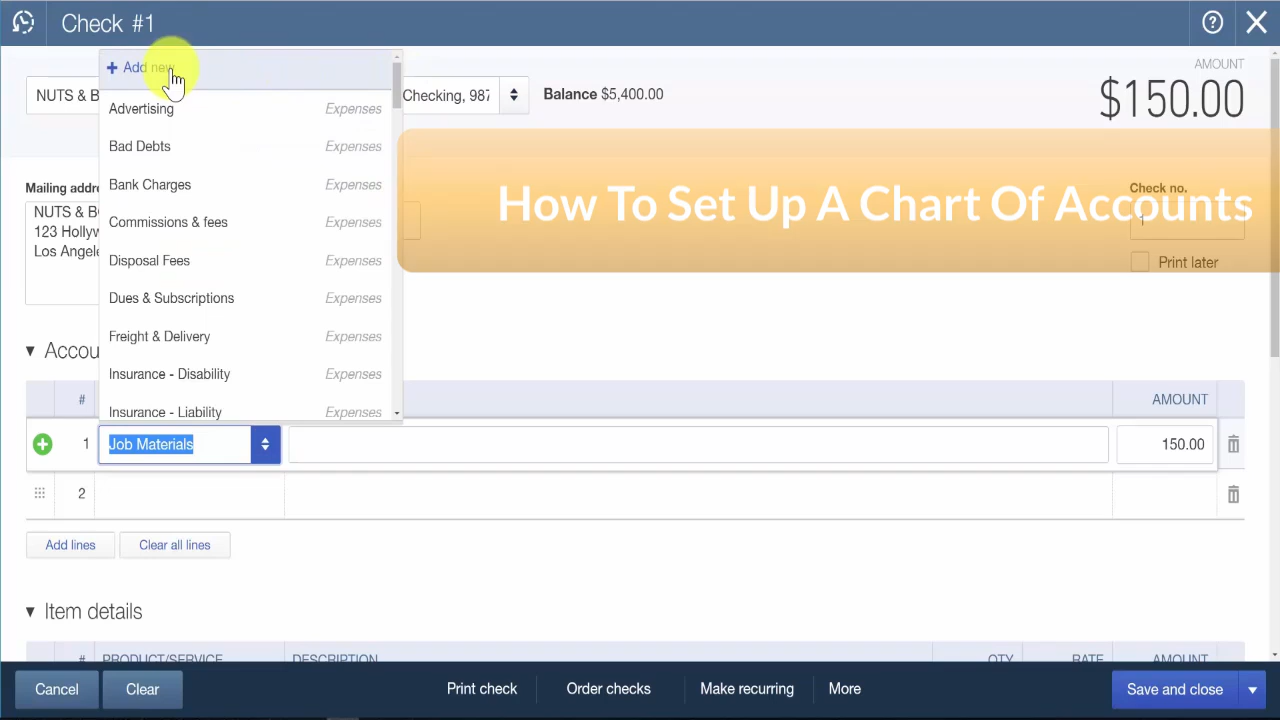 Check #1
AMOUNT
$150.00
+ Add new
NUTS & B
Checking, 987
Balance $5,400.00
Advertising Expenses
Bad Debts Expenses
Bank Charges Expenses
Commissions & fees Expenses
Disposal Fees Expenses
Dues & Subscriptions Expenses
Freight & Delivery Expenses
Insurance - Disability Expenses
Insurance - Liability Expenses
How To Set Up A Chart Of Accounts
Mailing addre
NUTS & BO
123 Hollyw
Los Angele
Check no.
1
Print later
Accou
# AMOUNT
1 Job Materials 150.00
2
Add lines Clear all lines
Item details
# PRODUCT/SERVICE DESCRIPTION QTY RATE AMOUNT
Cancel Clear Print check Order checks Make recurring More Save and close